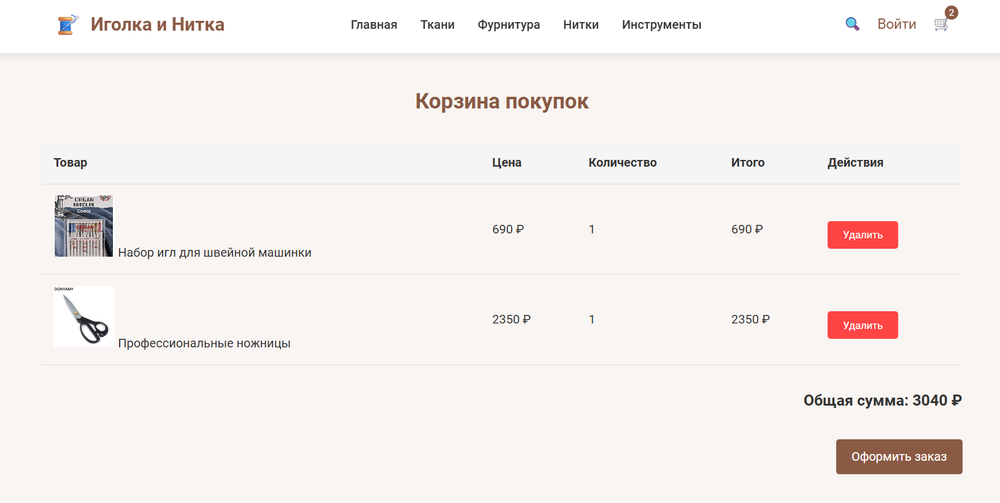 Иголка и Нитка
Главная Ткани Фурнитура Нитки Инструменты
Войти 2
Корзина покупок
Товар Цена Количество Итого Действия
ORGAN
NEEDLES
Combi
Набор игл для швейной машинки 690 ₽ 1 690 ₽ Удалить
DONYAMY
Профессиональные ножницы 2350 ₽ 1 2350 ₽ Удалить
Общая сумма: 3040 ₽
Оформить заказ